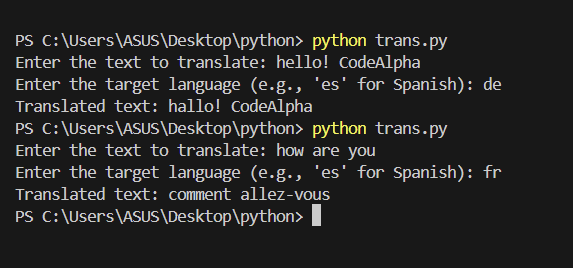 PS C:\Users\ASUS\Desktop\python> python trans.py
Enter the text to translate: hello! CodeAlpha
Enter the target language (e.g., 'es' for Spanish): de
Translated text: hallo! CodeAlpha
PS C:\Users\ASUS\Desktop\python> python trans.py
Enter the text to translate: how are you
Enter the target language (e.g., 'es' for Spanish): fr
Translated text: comment allez-vous
PS C:\Users\ASUS\Desktop\python>